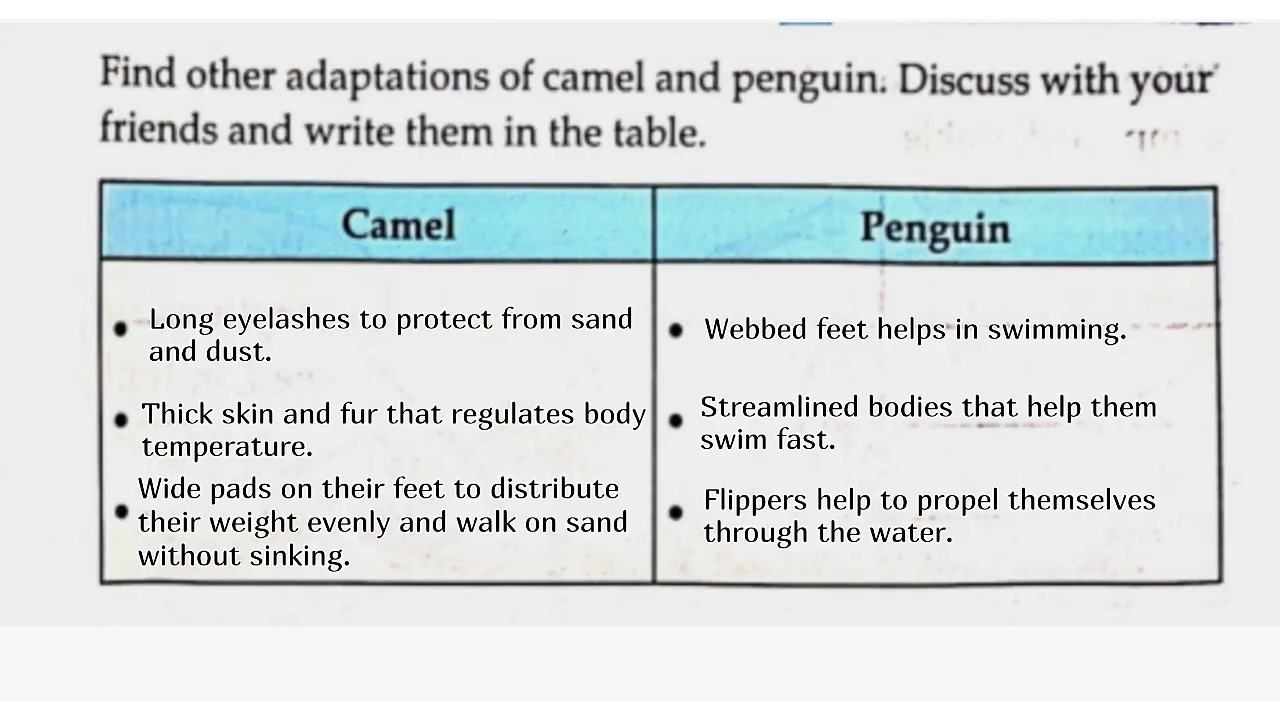 Find other adaptations of camel and penguin. Discuss with your
friends and write them in the table.
Camel
Penguin
• Long eyelashes to protect from sand
and dust.
• Thick skin and fur that regulates body
temperature.
• Wide pads on their feet to distribute
their weight evenly and walk on sand
without sinking.
• Webbed feet helps in swimming.
• Streamlined bodies that help them
swim fast.
• Flippers help to propel themselves
through the water.